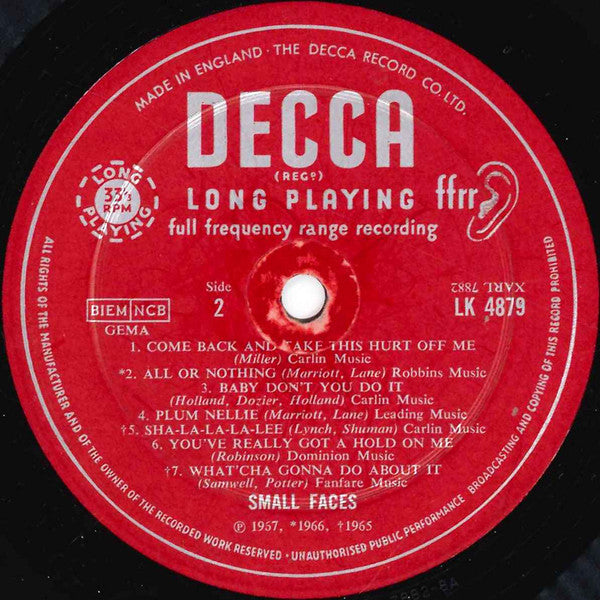 MADE IN ENGLAND · THE DECCA RECORD CO. LTD.
DECCA
(REGᴰ)
LONG PLAYING ffrr
full frequency range recording
LONG
33⅓
RPM
PLAYING
Side
2
XARL 7882
LK 4879
BIEM NCB
GEMA
1. COME BACK AND TAKE THIS HURT OFF ME
(Miller) Carlin Music
*2. ALL OR NOTHING (Marriott, Lane) Robbins Music
3. BABY DON'T YOU DO IT
(Holland, Dozier, Holland) Carlin Music
4. PLUM NELLIE (Marriott, Lane) Leading Music
†5. SHA-LA-LA-LA-LEE (Lynch, Shuman) Carlin Music
6. YOU'VE REALLY GOT A HOLD ON ME
(Robinson) Dominion Music
†7. WHAT'CHA GONNA DO ABOUT IT
(Samwell, Potter) Fanfare Music
SMALL FACES
℗ 1967, *1966, †1965
ALL RIGHTS OF THE MANUFACTURER AND OF THE OWNER OF THE RECORDED WORK RESERVED · UNAUTHORISED PUBLIC PERFORMANCE BROADCASTING AND COPYING OF THIS RECORD PROHIBITED